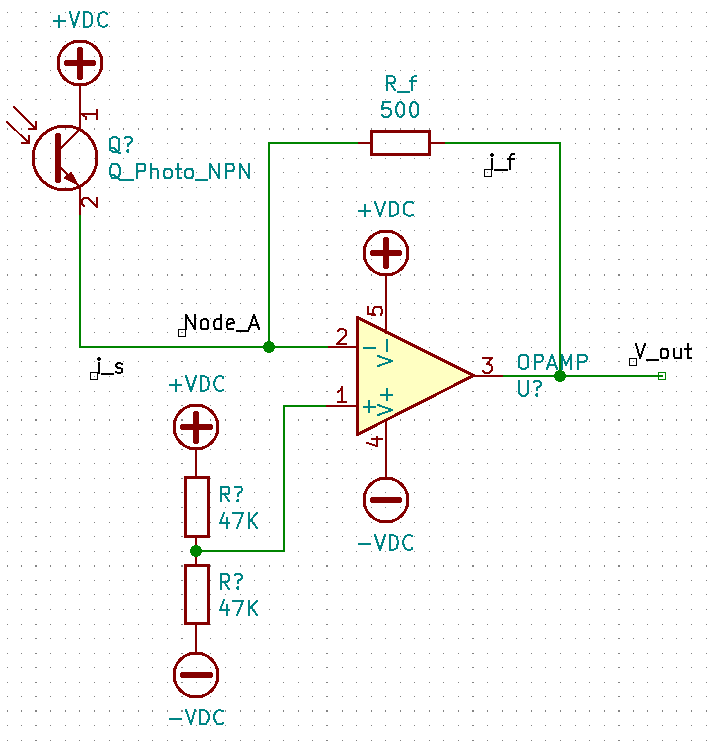 +VDC
1
Q?
Q_Photo_NPN
2
R_f
500
i_f
+VDC
5
Node_A
2
-
V-
i_s
3
OPAMP
U?
V_out
+VDC
1
+
V+
4
R?
47K
-VDC
R?
47K
-VDC